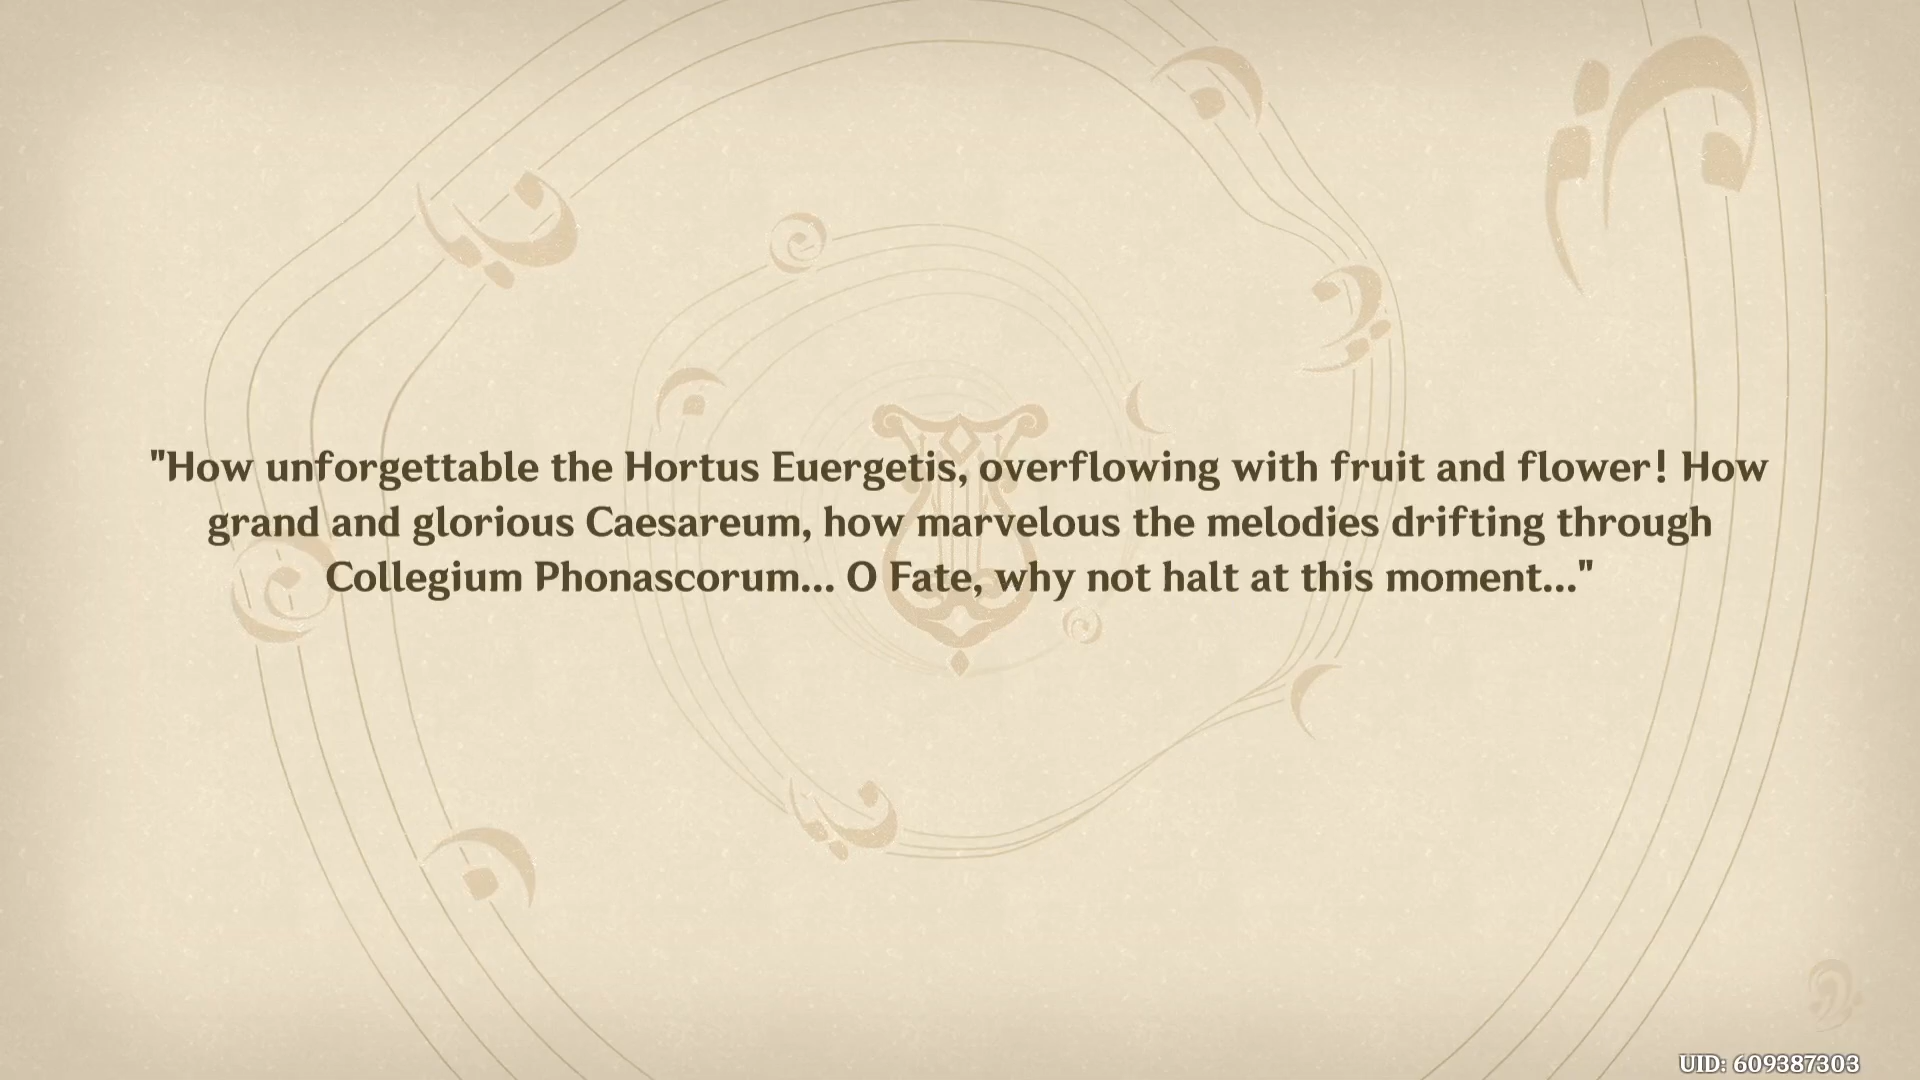 "How unforgettable the Hortus Euergetis, overflowing with fruit and flower! How
grand and glorious Caesareum, how marvelous the melodies drifting through
Collegium Phonascorum... O Fate, why not halt at this moment..."
UID: 609387303